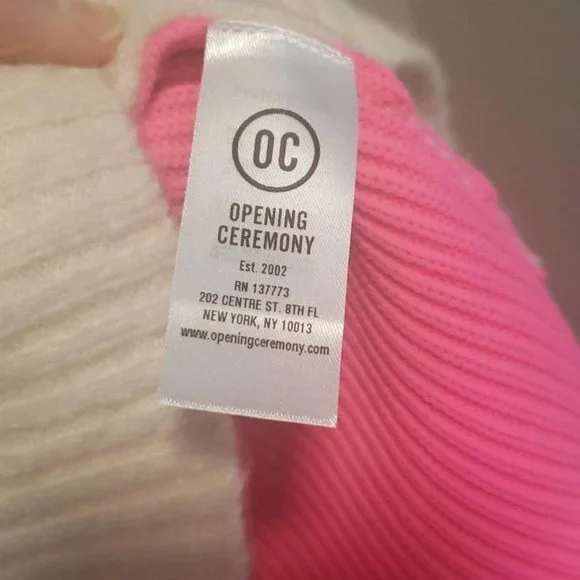 OC
OPENING
CEREMONY
Est. 2002
RN 137773
202 CENTRE ST. 8TH FL
NEW YORK, NY 10013
www.openingceremony.com